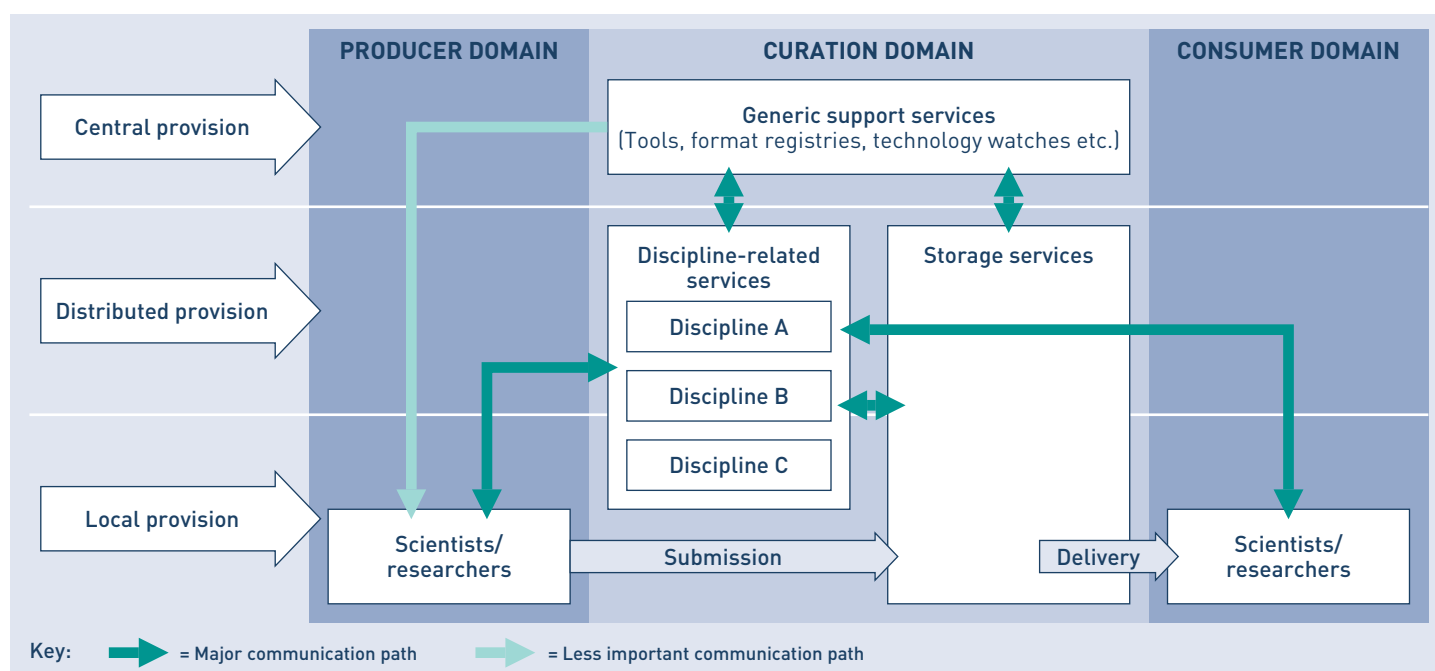 PRODUCER DOMAIN
CURATION DOMAIN
CONSUMER DOMAIN
Central provision
Generic support services
(Tools, format registries, technology watches etc.)
Distributed provision
Discipline-related
services
Discipline A
Discipline B
Discipline C
Storage services
Local provision
Scientists/
researchers
Submission
Delivery
Scientists/
researchers
Key:
= Major communication path
= Less important communication path